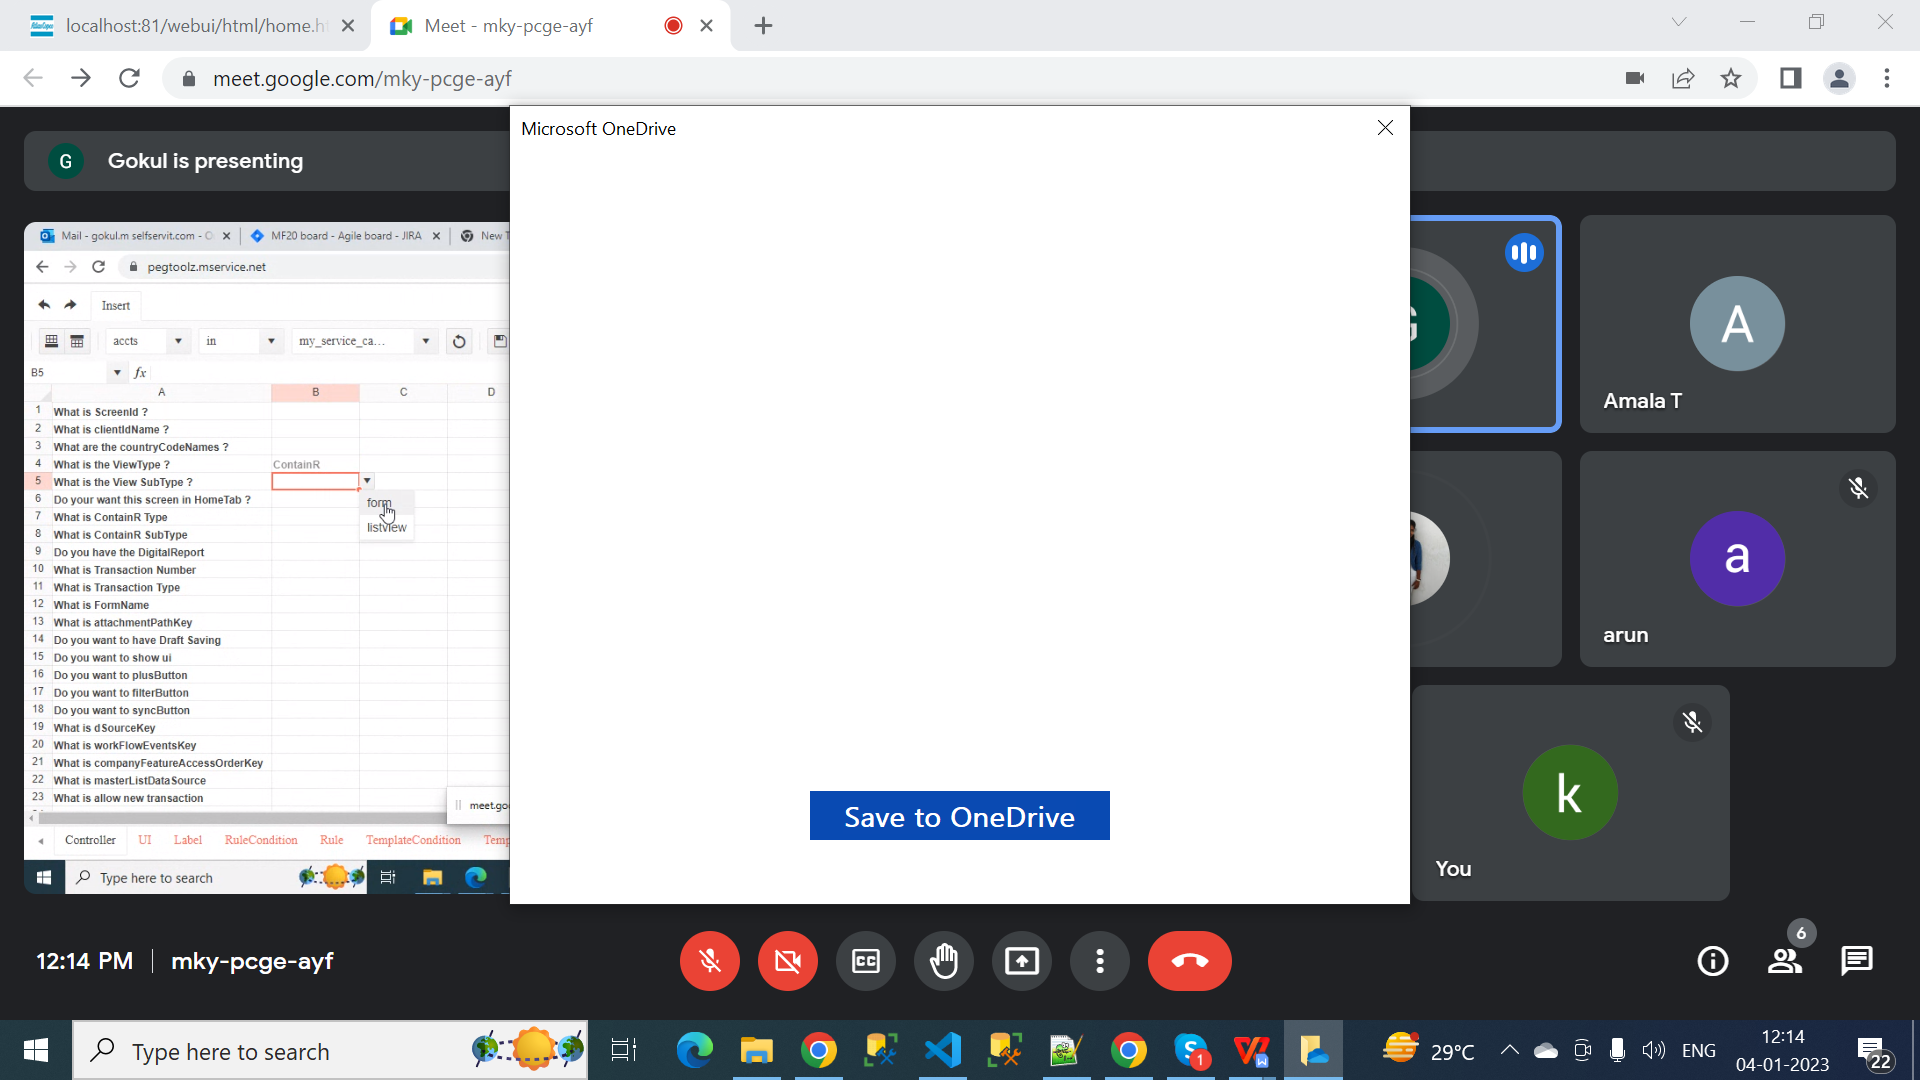 localhost:81/webui/html/home.h
Meet - mky-pcge-ayf
meet.google.com/mky-pcge-ayf
Microsoft OneDrive
G
Gokul is presenting
Mail - gokul.m selfservit.com - O
MF20 board - Agile board - JIRA
New T
pegtoolz.mservice.net
Insert
accts
in
my_service_ca...
B5
fx
A B C D
1 What is ScreenId ?
2 What is clientIdName ?
3 What are the countryCodeNames ?
4 What is the ViewType ? ContainR
5 What is the View SubType ?
6 Do your want this screen in HomeTab ? form
7 What is ContainR Type listview
8 What is ContainR SubType
9 Do you have the DigitalReport
10 What is Transaction Number
11 What is Transaction Type
12 What is FormName
13 What is attachmentPathKey
14 Do you want to have Draft Saving
15 Do you want to show ui
16 Do you want to plusButton
17 Do you want to filterButton
18 Do you want to syncButton
19 What is dSourceKey
20 What is workFlowEventsKey
21 What is companyFeatureAccessOrderKey
22 What is masterListDataSource
23 What is allow new transaction
meet.goo
Controller UI Label RuleCondition Rule TemplateCondition Temp
Type here to search
Save to OneDrive
G
A
Amala T
a
arun
k
You
12:14 PM
mky-pcge-ayf
CC
6
Type here to search
1
W
29°C
ENG
12:14
04-01-2023
22